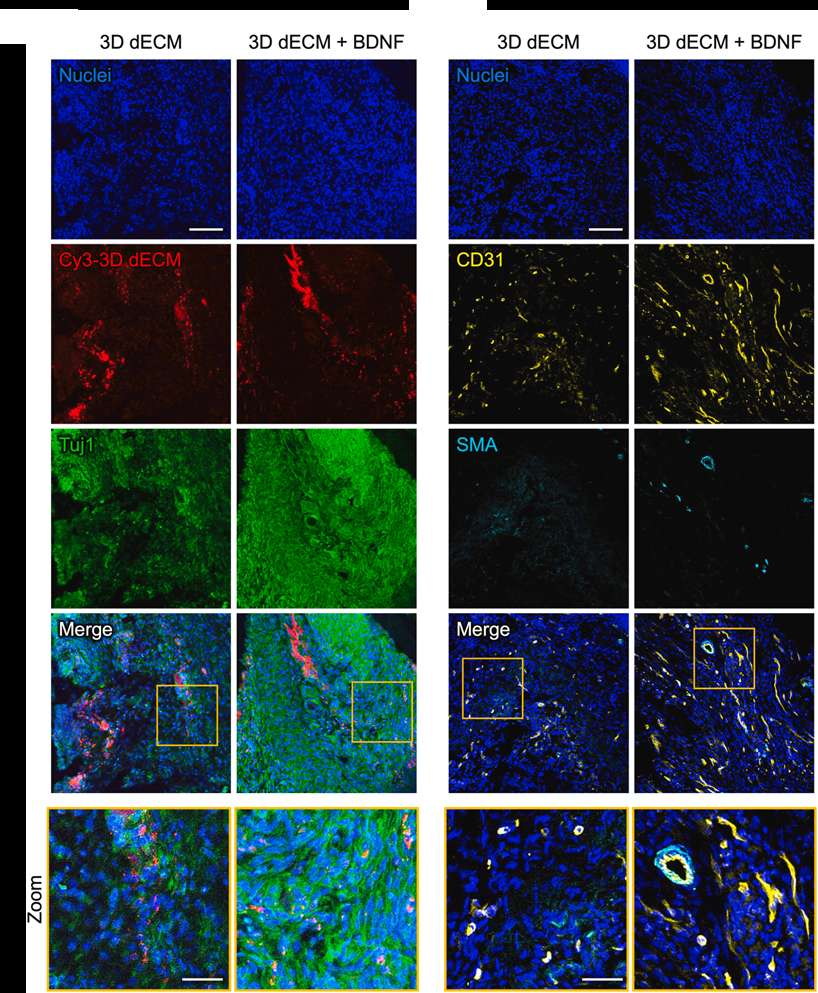 3D dECM
3D dECM + BDNF
3D dECM
3D dECM + BDNF
Nuclei
Nuclei
Cy3-3D dECM
CD31
Tuj1
SMA
Merge
Merge
Zoom